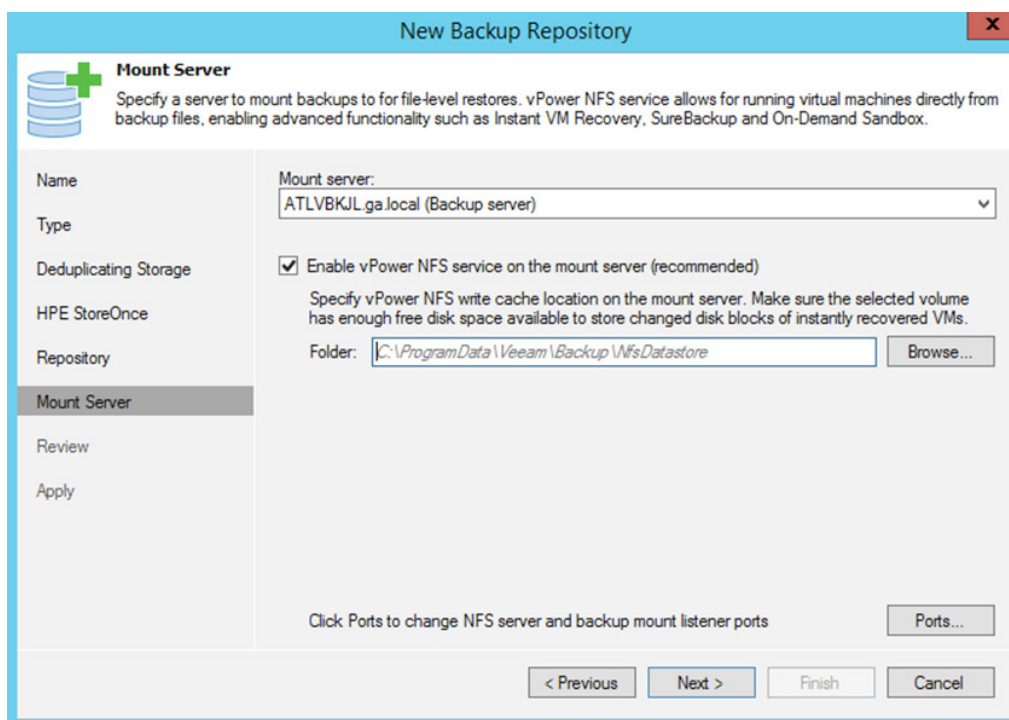 New Backup Repository
x
Mount Server
Specify a server to mount backups to for file-level restores. vPower NFS service allows for running virtual machines directly from
backup files, enabling advanced functionality such as Instant VM Recovery, SureBackup and On-Demand Sandbox.
Name
Type
Deduplicating Storage
HPE StoreOnce
Repository
Mount Server
Review
Apply
Mount server:
ATLVBKJL.ga.local (Backup server)
Enable vPower NFS service on the mount server (recommended)
Specify vPower NFS write cache location on the mount server. Make sure the selected volume
has enough free disk space available to store changed disk blocks of instantly recovered VMs.
Folder: C:\ProgramData\Veeam\Backup\NfsDatastore Browse...
Click Ports to change NFS server and backup mount listener ports Ports...
< Previous Next > Finish Cancel